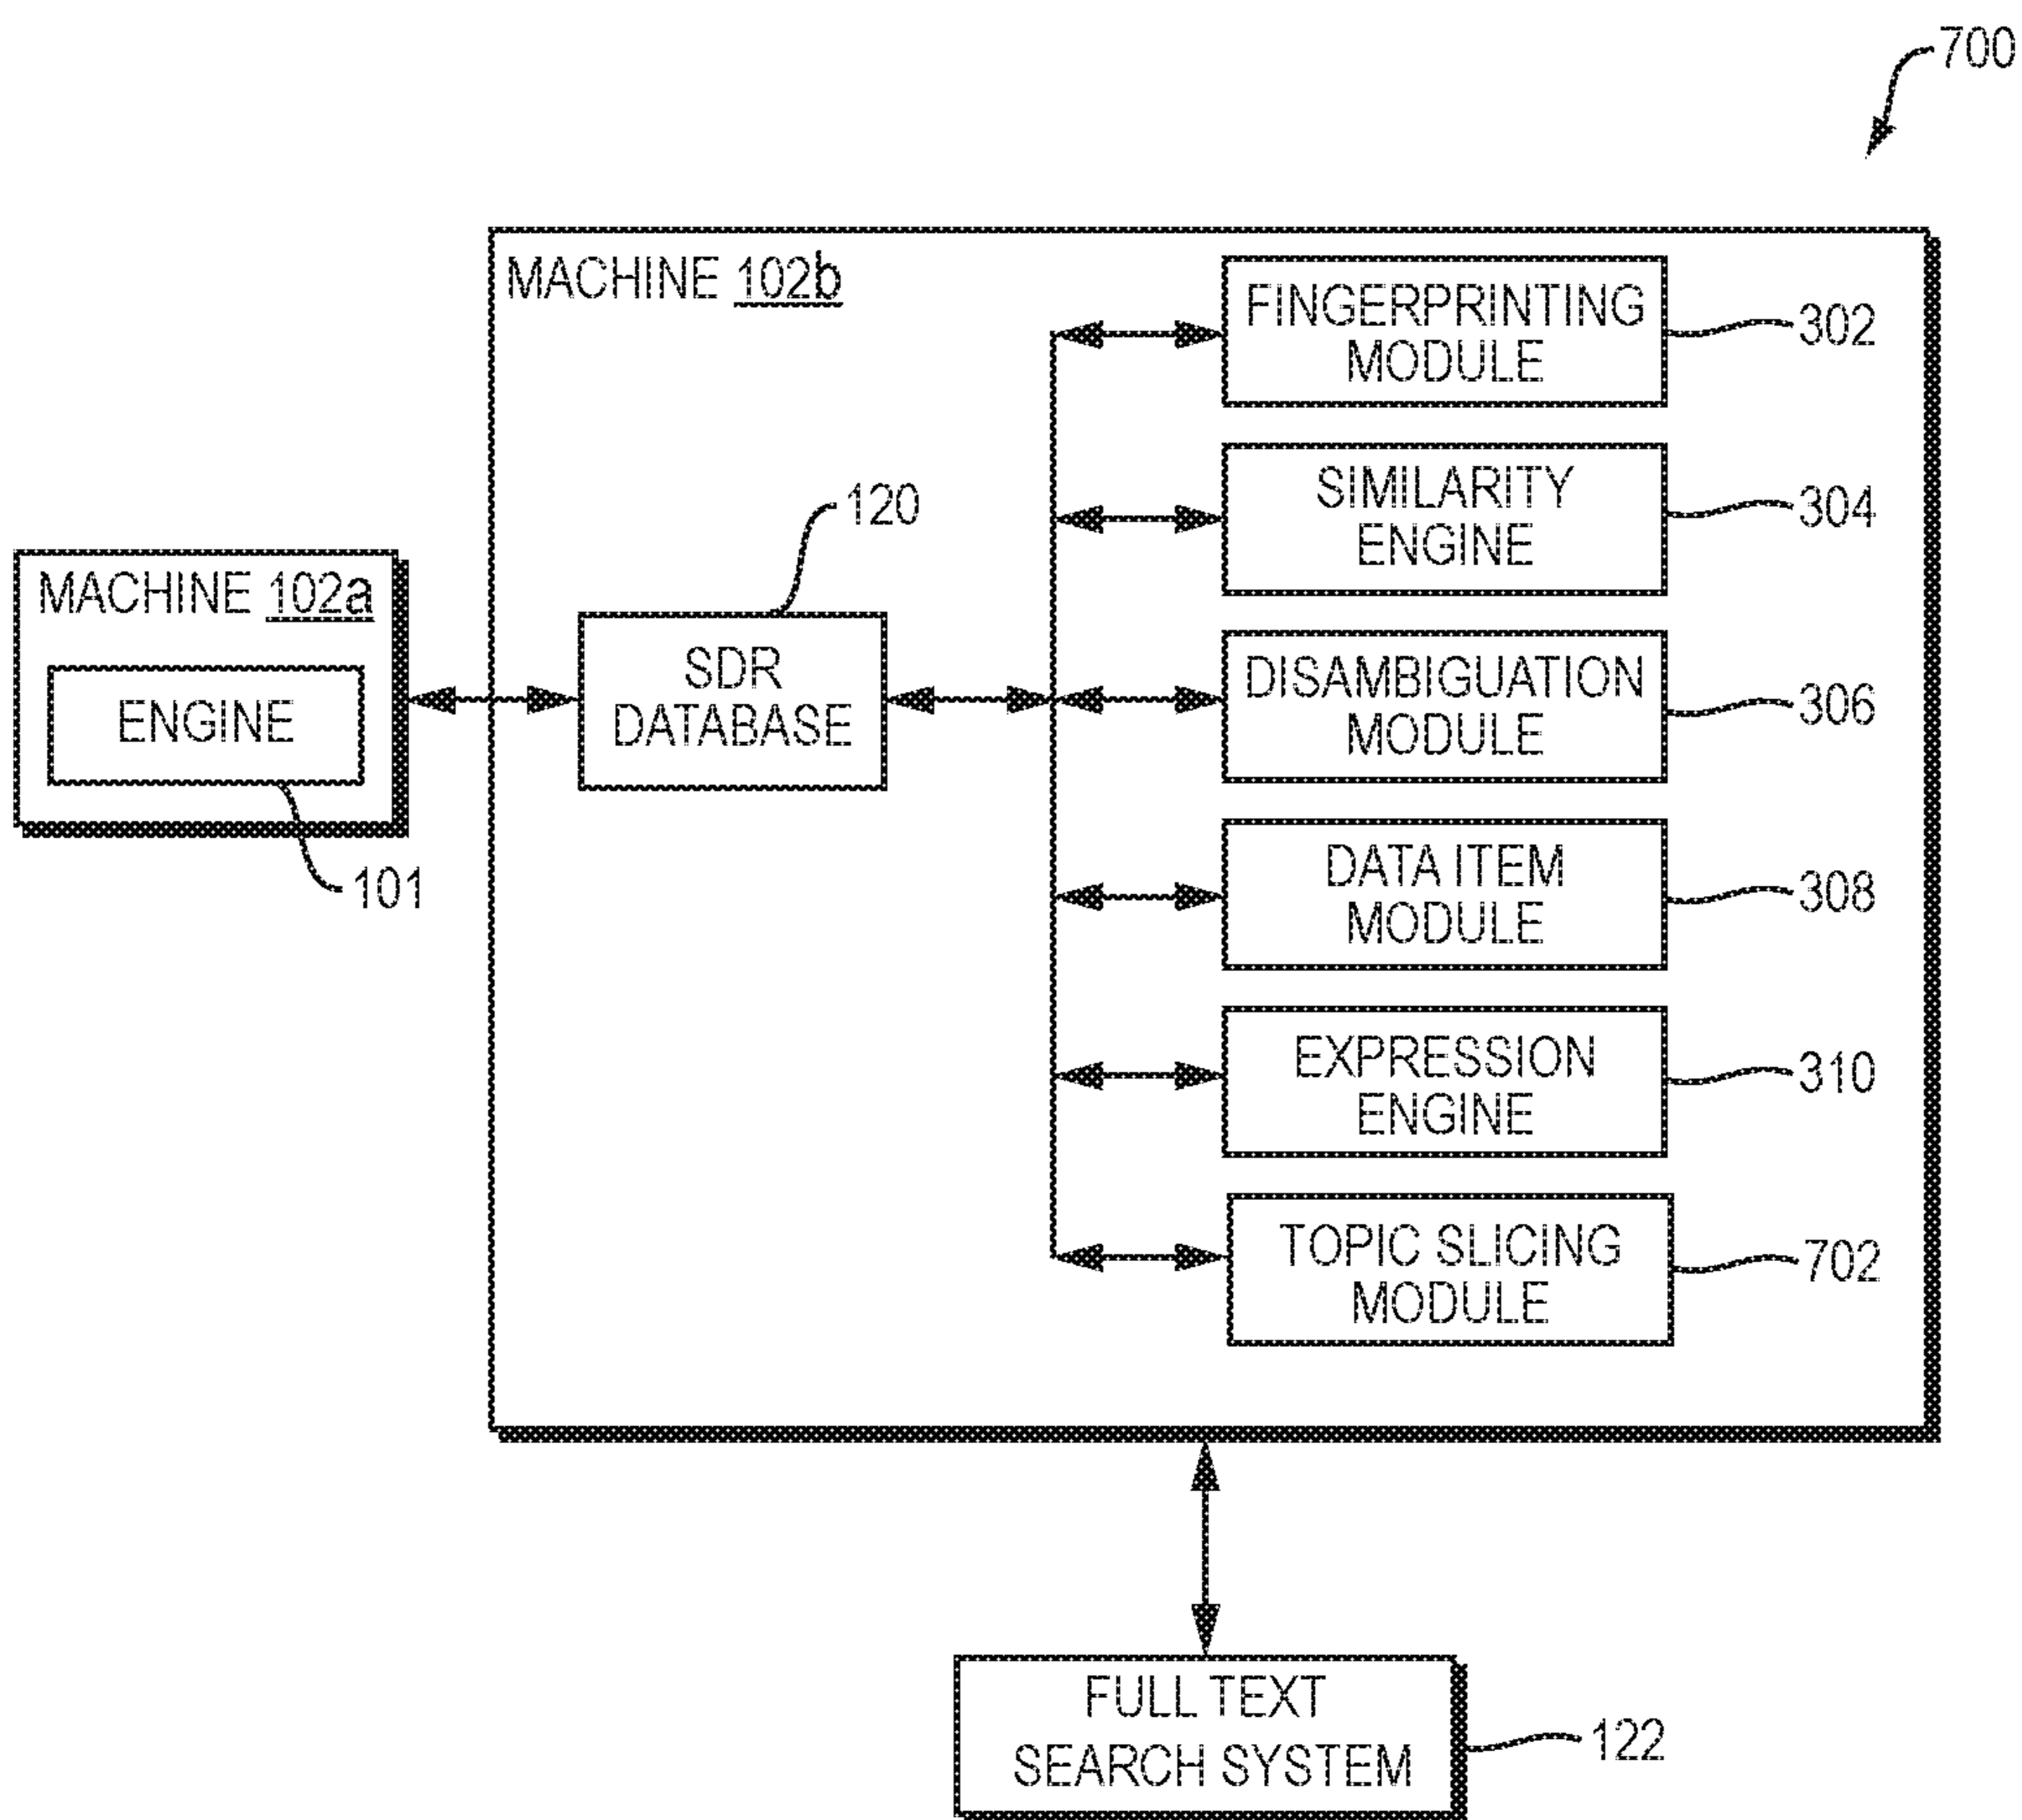 700
MACHINE 102b
FINGERPRINTING
MODULE
302
SIMILARITY
ENGINE
304
120
MACHINE 102a
ENGINE
101
SDR
DATABASE
DISAMBIGUATION
MODULE
306
DATA ITEM
MODULE
308
EXPRESSION
ENGINE
310
TOPIC SLICING
MODULE
702
FULL TEXT
SEARCH SYSTEM
122